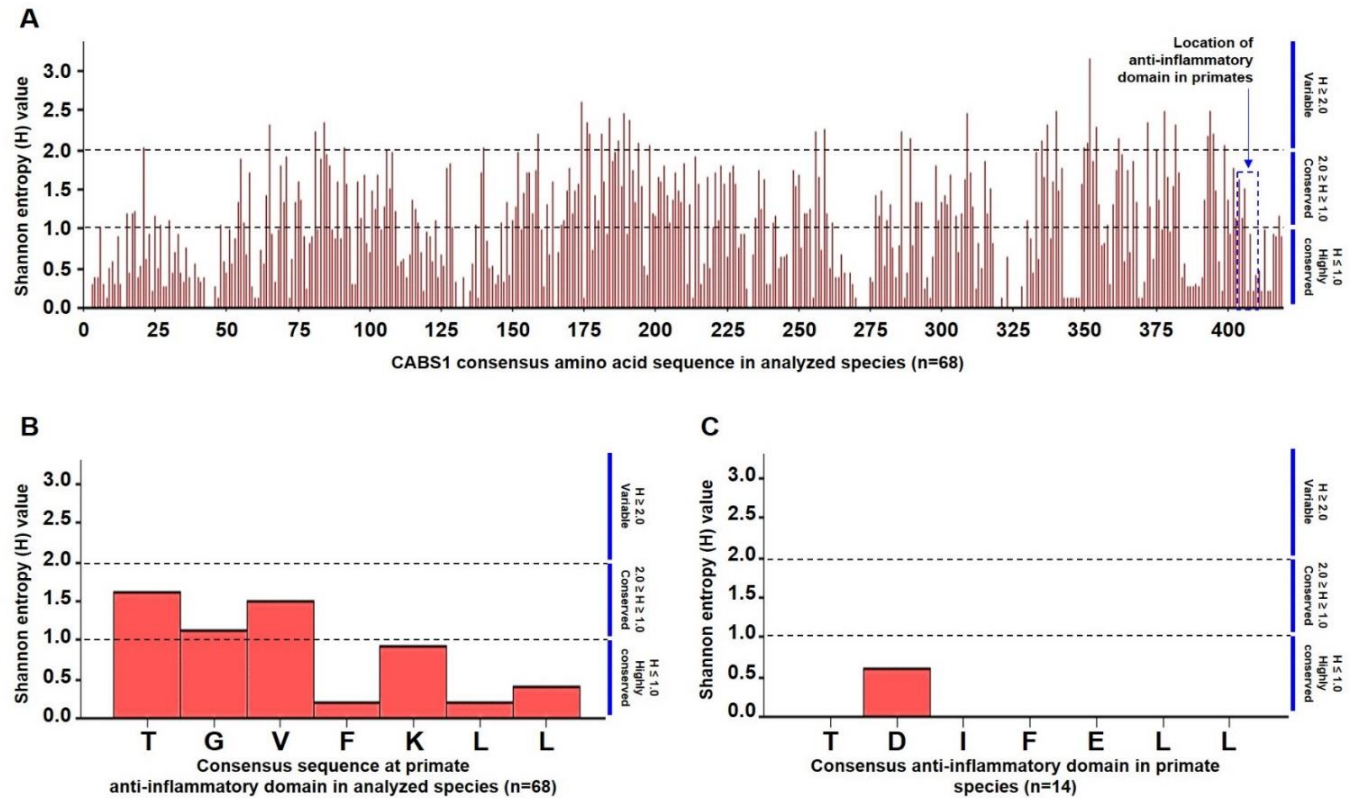 A
Location of
anti-inflammatory
domain in primates
Shannon entropy (H) value
3.0
2.5
2.0
1.5
1.0
0.5
0.0
H ≥ 2.0
Variable
2.0 ≥ H ≥ 1.0
Conserved
H ≤ 1.0
Highly
conserved
0 25 50 75 100 125 150 175 200 225 250 275 300 325 350 375 400
CABS1 consensus amino acid sequence in analyzed species (n=68)
B
Shannon entropy (H) value
3.0
2.5
2.0
1.5
1.0
0.5
0.0
H ≥ 2.0
Variable
2.0 ≥ H ≥ 1.0
Conserved
H ≤ 1.0
Highly
conserved
T G V F K L L
Consensus sequence at primate
anti-inflammatory domain in analyzed species (n=68)
C
Shannon entropy (H) value
3.0
2.5
2.0
1.5
1.0
0.5
0.0
H ≥ 2.0
Variable
2.0 ≥ H ≥ 1.0
Conserved
H ≤ 1.0
Highly
conserved
T D I F E L L
Consensus anti-inflammatory domain in primate
species (n=14)